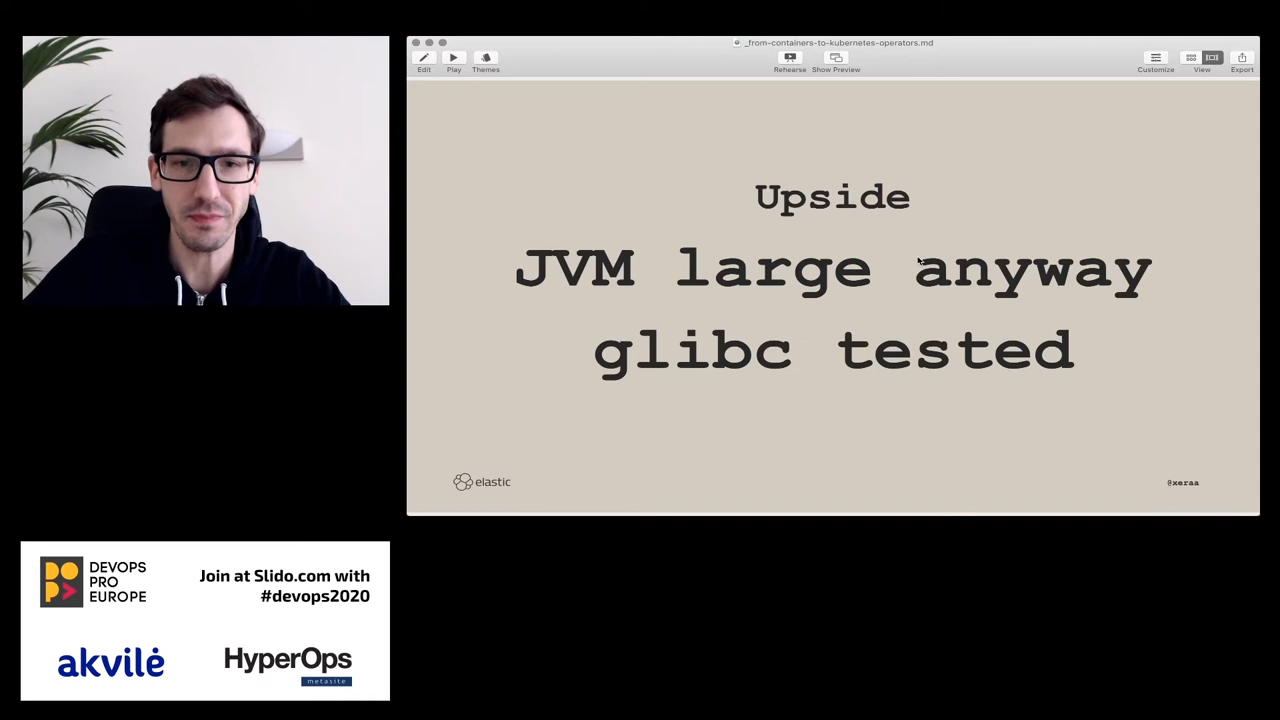 _from-containers-to-kubernetes-operators.md
Edit
Play
Themes
Rehearse
Show Preview
Customize
View
Export
Upside
JVM large anyway
glibc tested
elastic
@xeraa
DEVOPS
PRO
EUROPE
Join at Slido.com with
#devops2020
akvilė
HyperOps
metasite